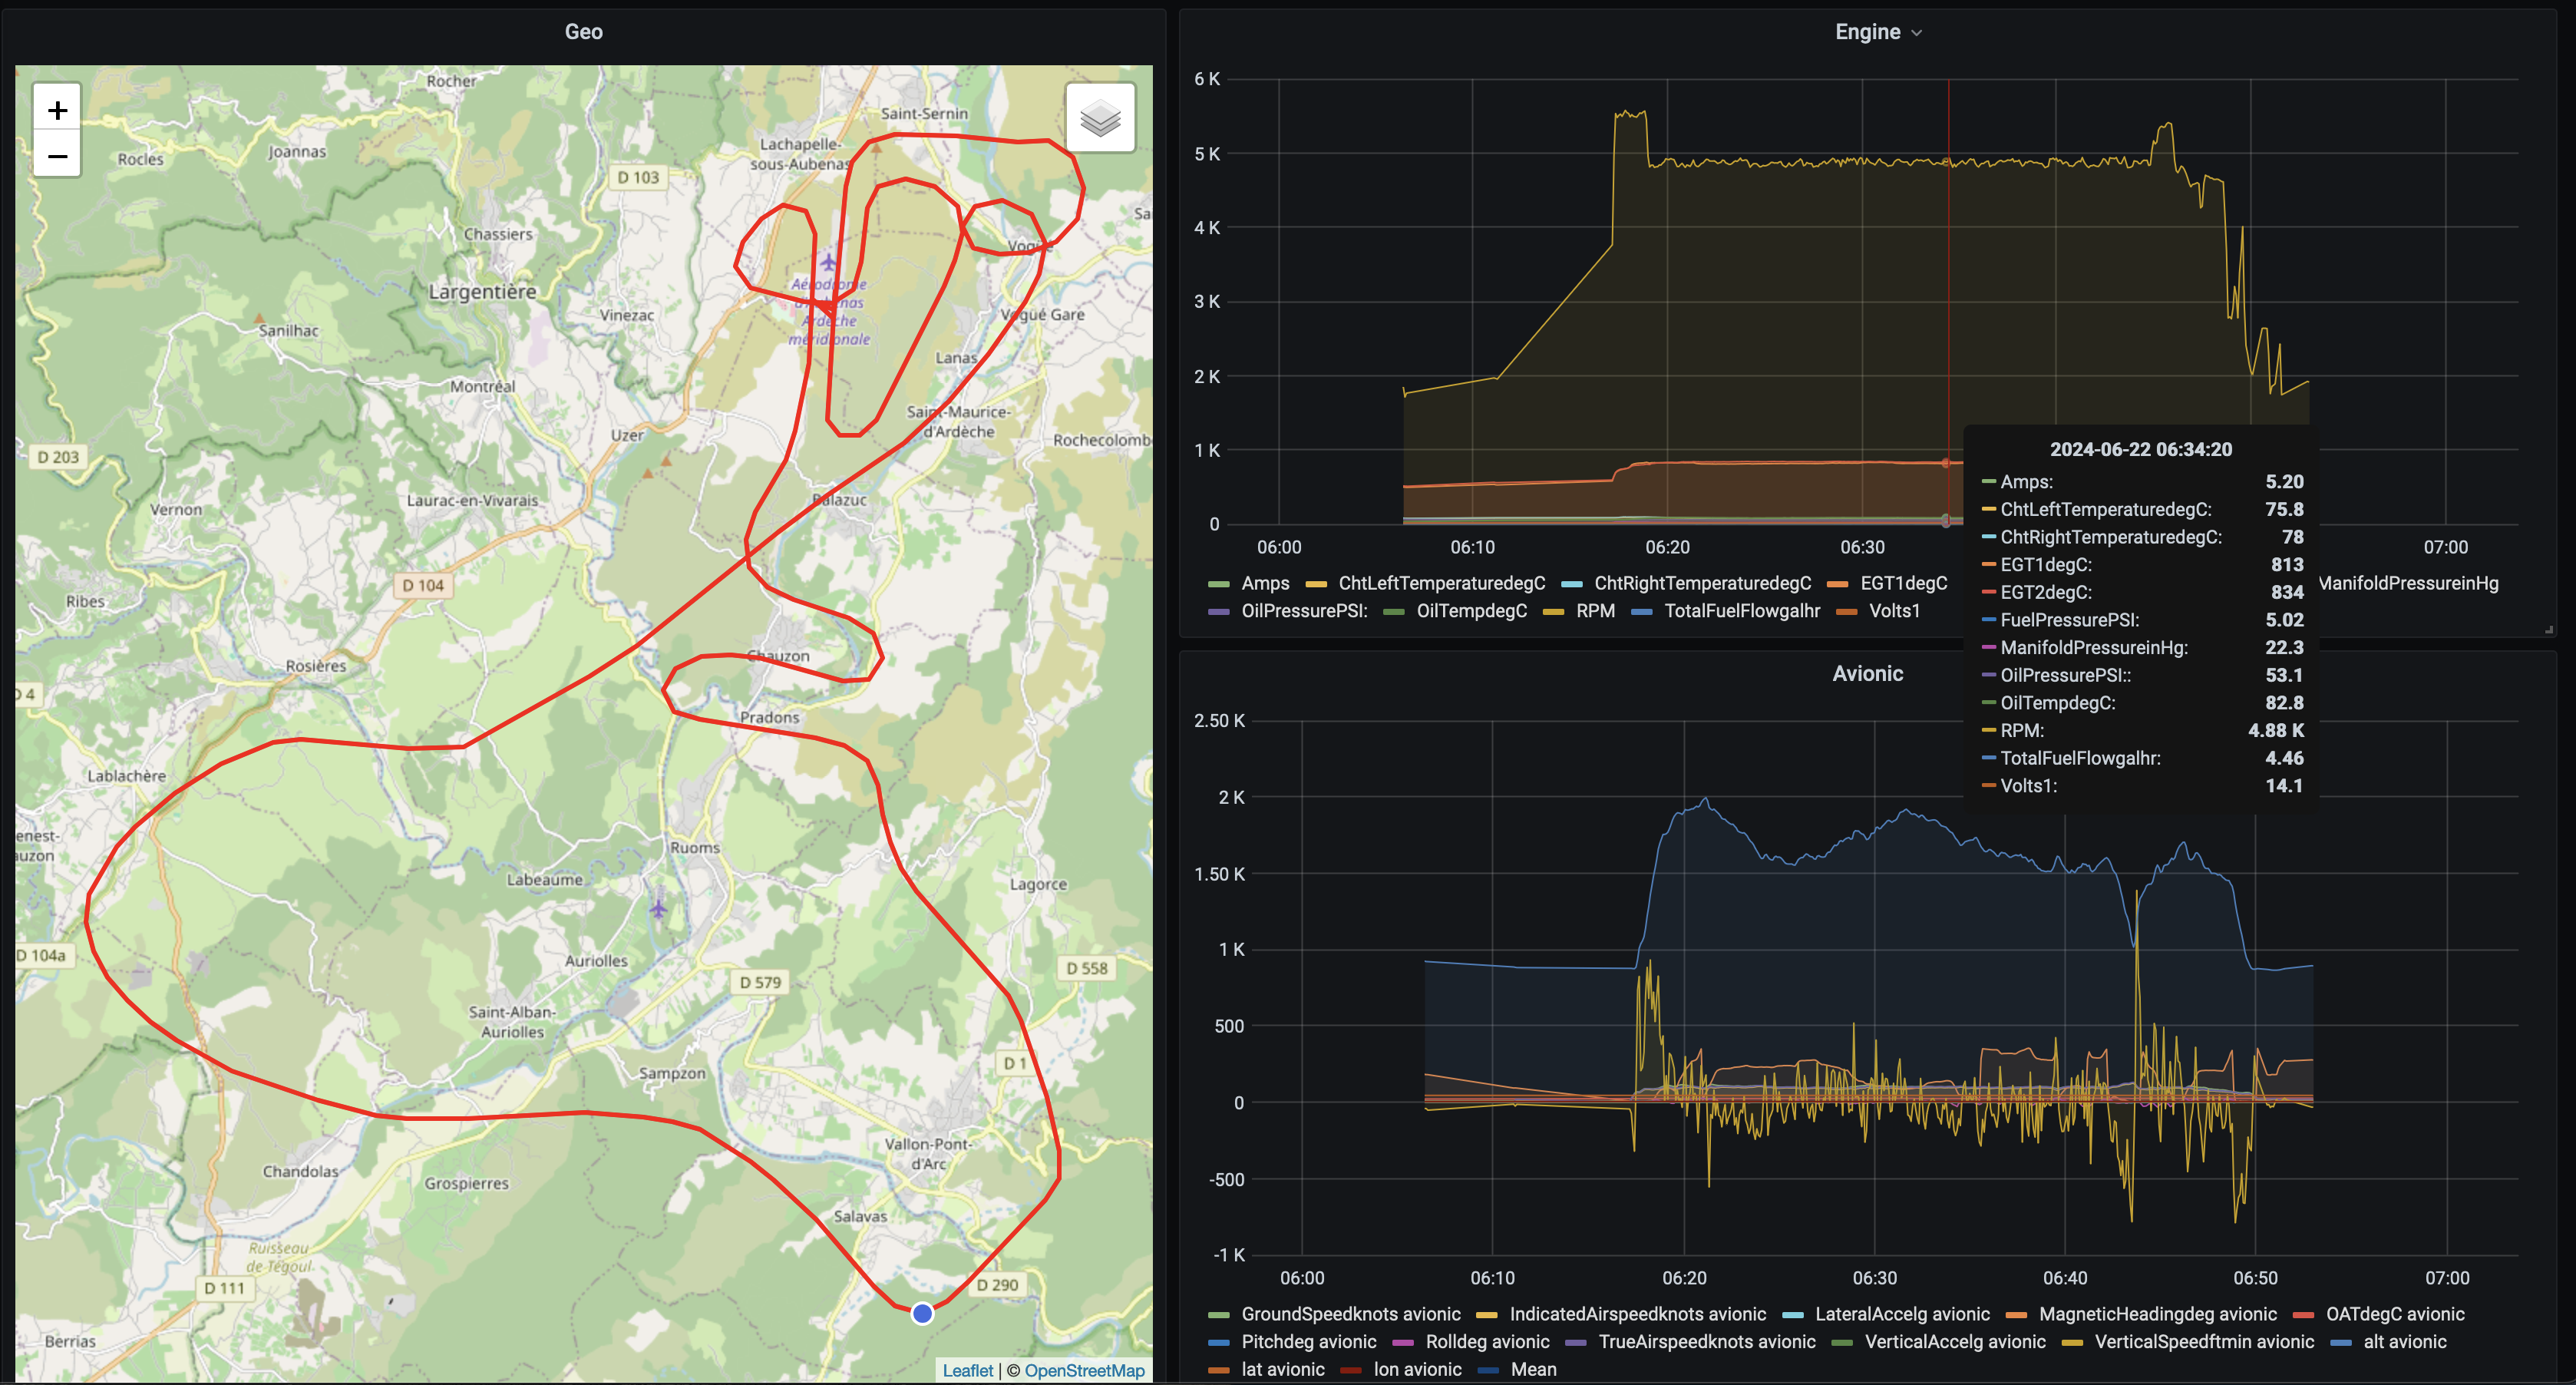 Geo
+
−
Rocher
Saint-Sernin
Lachapelle-
sous-Aubenas
Rocles
Joannas
D 103
Chassiers
Largentière
Aérodrome
Ardèche
méridionale
Vogüé Gare
Vinezac
Sanilhac
Lanas
Montréal
Saint-Maurice-
d'Ardèche
Uzer
Rochecolomb
D 203
Laurac-en-Vivarais
Balazuc
Vernon
D 104
Ribes
Chauzon
Rosières
D 4
Pradons
Lablachère
enest-
auzon
Ruoms
Labeaume
Lagorce
D 104a
Auriolles
D 558
D 579
Saint-Alban-
Auriolles
D 1
Sampzon
Vallon-Pont-
d'Arc
Chandolas
Grospierres
Salavas
Ruisseau
de Tégoul
D 111
D 290
Berrias
Leaflet | © OpenStreetMap
Engine
6 K
5 K
4 K
3 K
2 K
1 K
0
06:00
06:10
06:20
06:30
07:00
Amps
ChtLeftTemperaturedegC
ChtRightTemperaturedegC
EGT1degC
ManifoldPressureinHg
OilPressurePSI:
OilTempdegC
RPM
TotalFuelFlowgalhr
Volts1
2024-06-22 06:34:20
Amps: 5.20
ChtLeftTemperaturedegC: 75.8
ChtRightTemperaturedegC: 78
EGT1degC: 813
EGT2degC: 834
FuelPressurePSI: 5.02
ManifoldPressureinHg: 22.3
OilPressurePSI:: 53.1
OilTempdegC: 82.8
RPM: 4.88 K
TotalFuelFlowgalhr: 4.46
Volts1: 14.1
Avionic
2.50 K
2 K
1.50 K
1 K
500
0
-500
-1 K
06:00
06:10
06:20
06:30
06:40
06:50
07:00
GroundSpeedknots avionic
IndicatedAirspeedknots avionic
LateralAccelg avionic
MagneticHeadingdeg avionic
OATdegC avionic
Pitchdeg avionic
Rolldeg avionic
TrueAirspeedknots avionic
VerticalAccelg avionic
VerticalSpeedftmin avionic
alt avionic
lat avionic
lon avionic
Mean